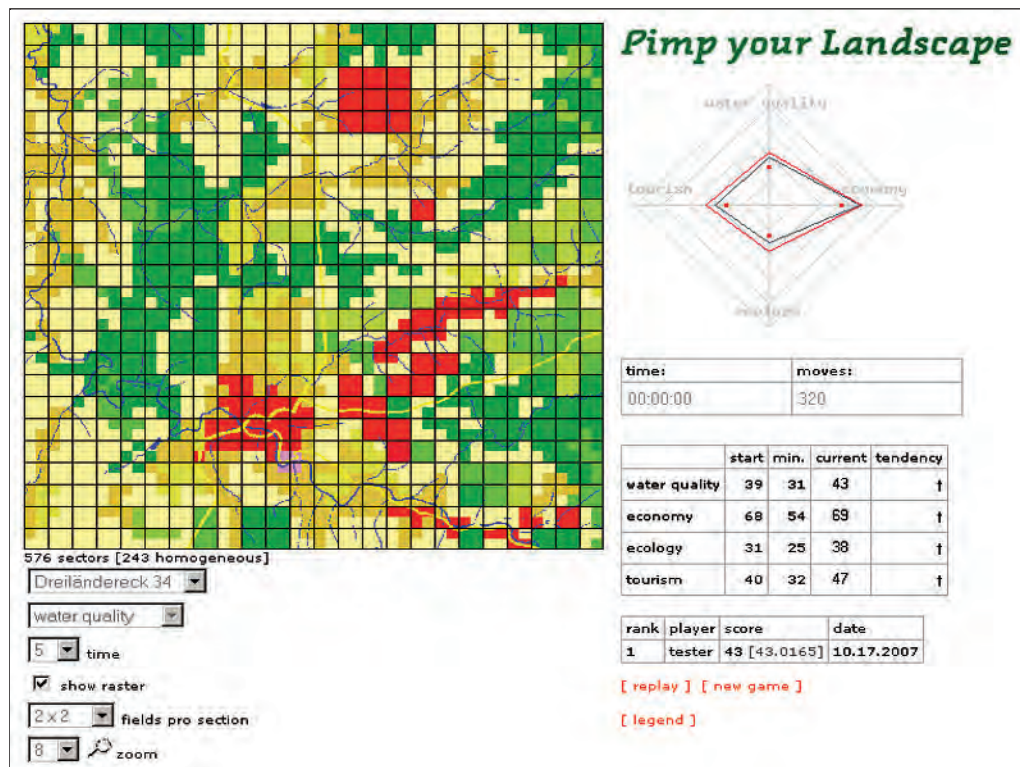 Pimp your Landscape
water quality
tourism
economy
ecology
time: moves:
00:00:00 320
start min. current tendency
water quality 39 31 43 ↑
economy 68 54 69 ↑
ecology 31 25 38 ↑
tourism 40 32 47 ↑
rank player score date
1 tester 43 [43.0165] 10.17.2007
[ replay ] [ new game ]
[ legend ]
576 sectors [243 homogeneous]
Dreiländereck 34
water quality
5 time
show raster
2 x 2 fields pro section
8 zoom